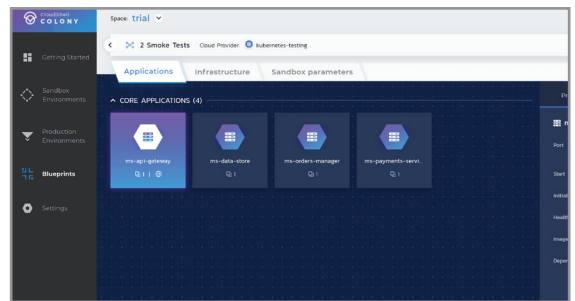 CloudShell
COLONY
Space: trial
2 Smoke Tests Cloud Provider: kubernetes-testing
Getting Started
Applications Infrastructure Sandbox parameters
Sandbox
Environments
CORE APPLICATIONS (4)
Production
Environments
Blueprints
ms-api-gateway ms-data-store ms-orders-manager ms-payments-servi..
1 1 1 1
Settings
Pr
m
Port
Start
Initial
Health
Image
Depen